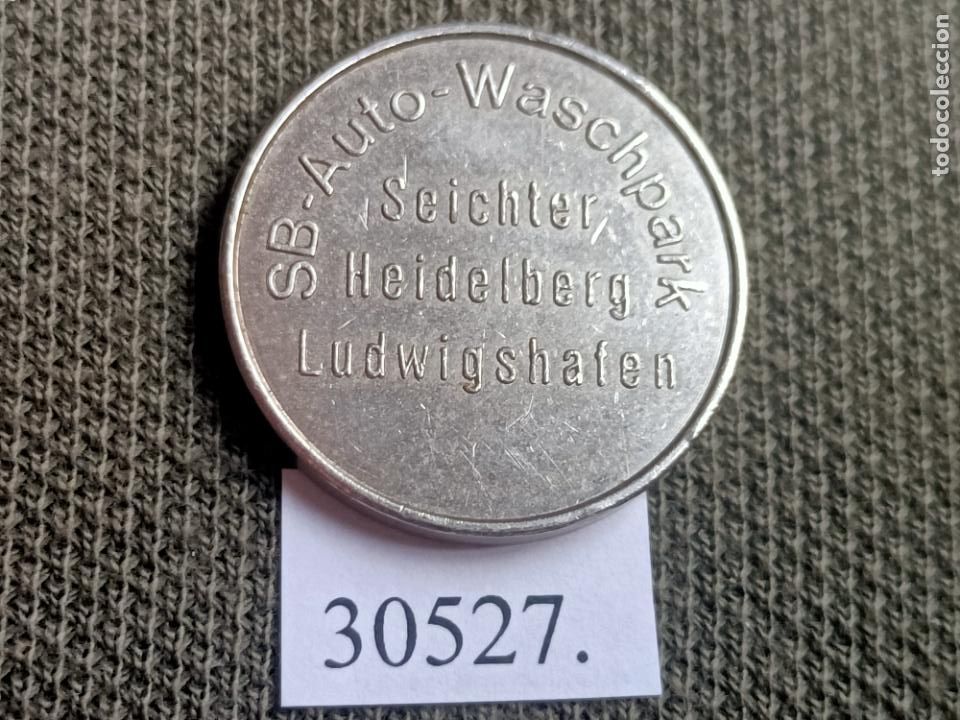 SB-Auto-Waschpark
Seichter
Heidelberg
Ludwigshafen
30527.
todocoleccion